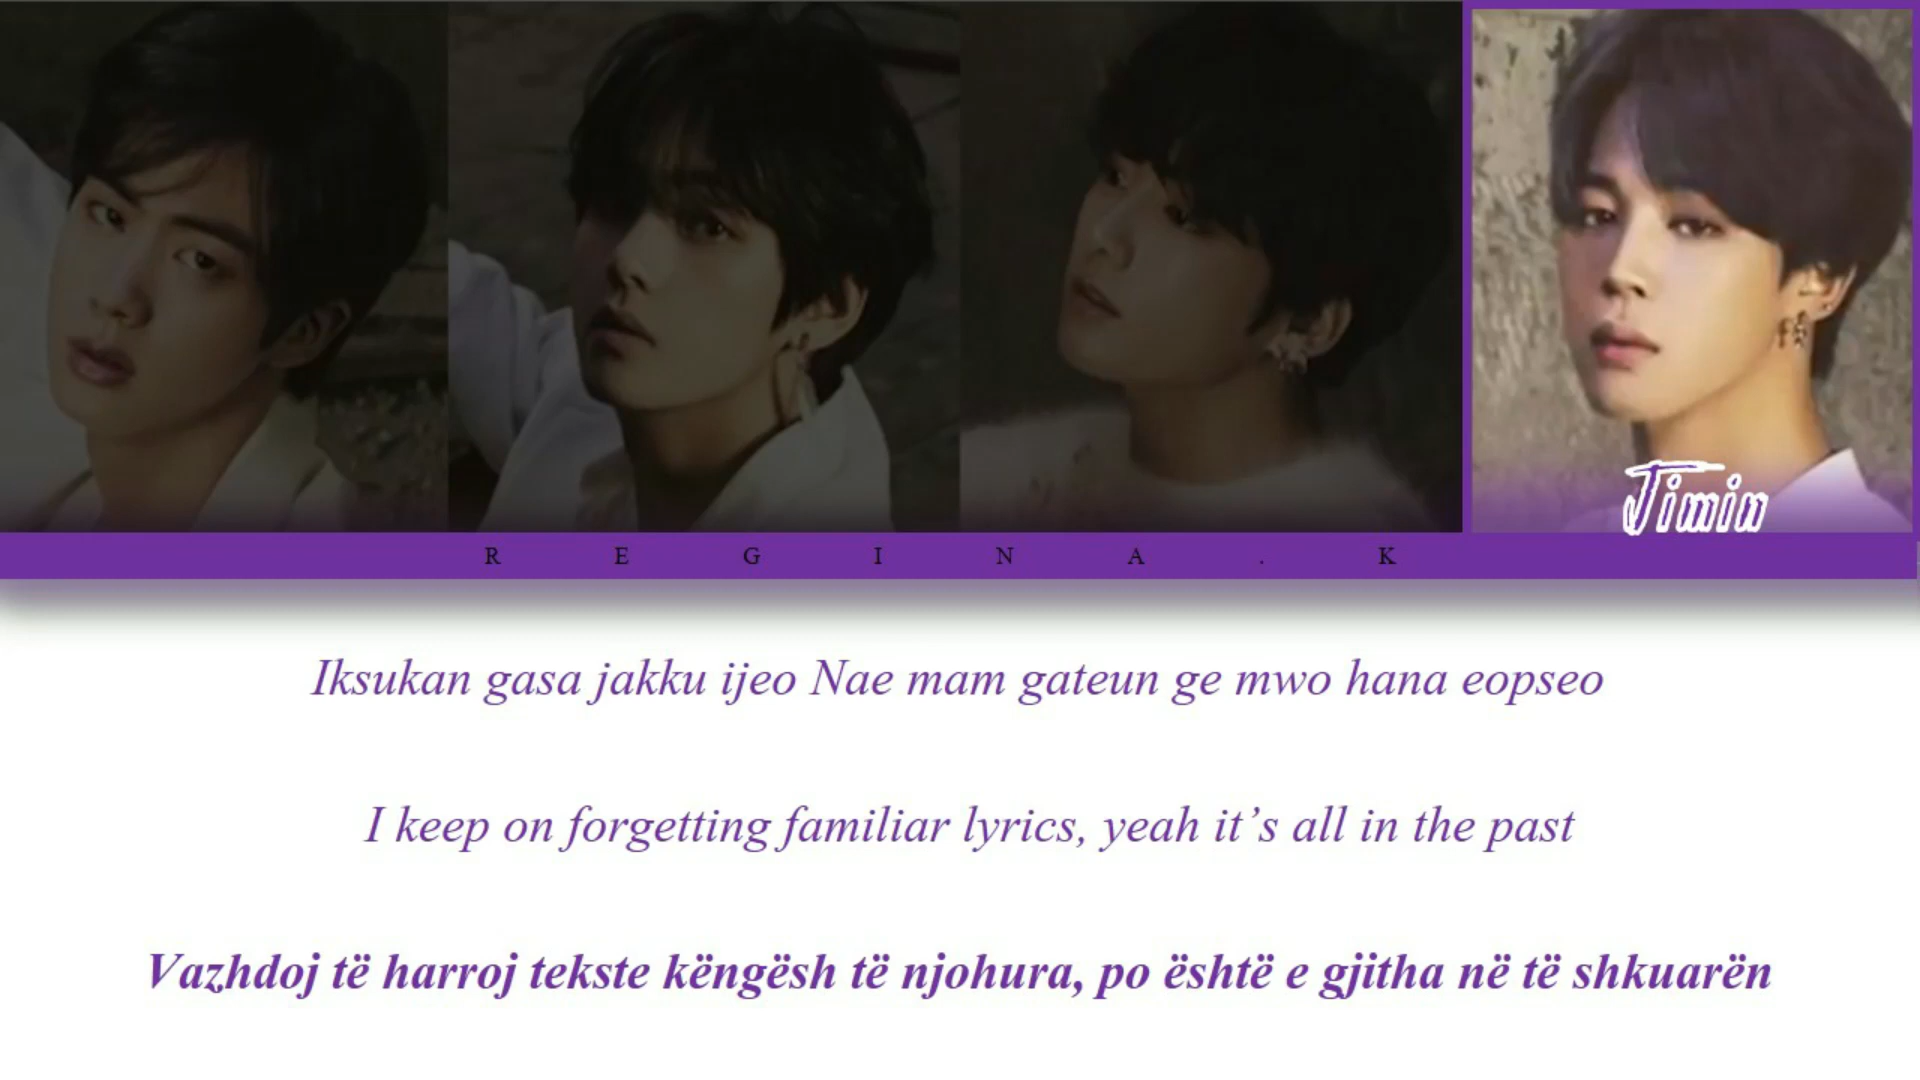 Jimin
R E G I N A . K
Iksukan gasa jakku ijeo Nae mam gateun ge mwo hana eopseo
I keep on forgetting familiar lyrics, yeah it’s all in the past
Vazhdoj të harroj tekste këngësh të njohura, po është e gjitha në të shkuarën